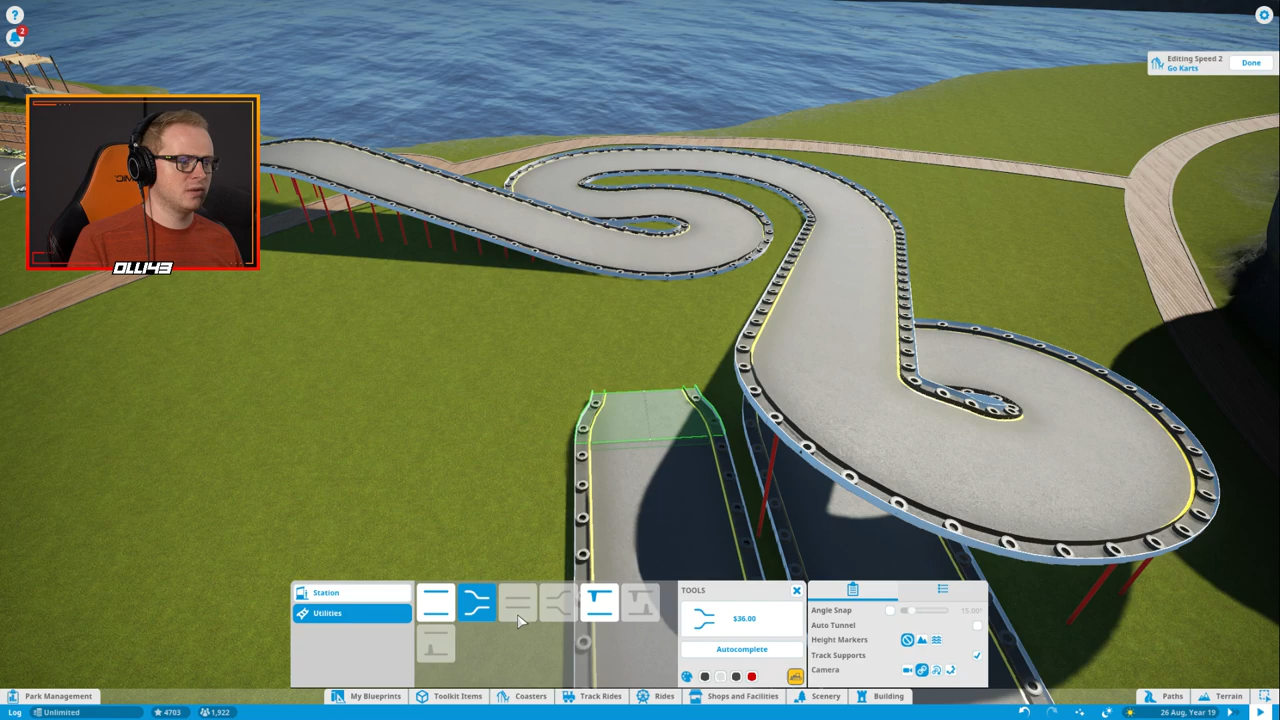 ?
2
Editing Speed 2
Go Karts
Done
OLLI43
Station
Utilities
TOOLS
$36.00
Autocomplete
Angle Snap
15.00°
Auto Tunnel
Height Markers
Track Supports
Camera
Park Management
My Blueprints
Toolkit Items
Coasters
Track Rides
Rides
Shops and Facilities
Scenery
Building
Paths
Terrain
Log
Unlimited
4703
1,922
26 Aug, Year 19